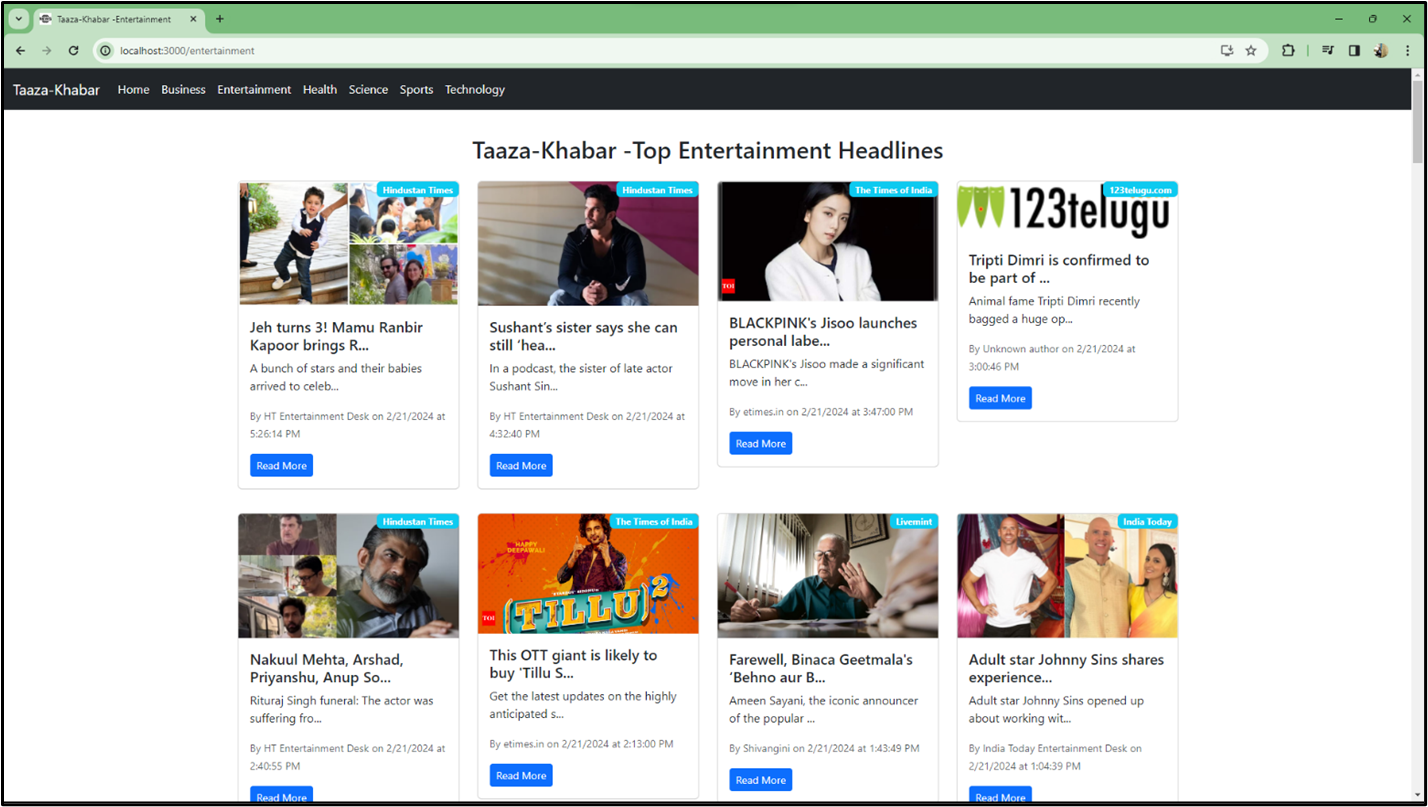 Taaza-Khabar -Entertainment
localhost:3000/entertainment
Taaza-Khabar Home Business Entertainment Health Science Sports Technology
Taaza-Khabar -Top Entertainment Headlines
Hindustan Times
Jeh turns 3! Mamu Ranbir
Kapoor brings R...
A bunch of stars and their babies
arrived to celeb...
By HT Entertainment Desk on 2/21/2024 at
5:26:14 PM
Read More
Hindustan Times
Sushant’s sister says she can
still ‘hea...
In a podcast, the sister of late actor
Sushant Sin...
By HT Entertainment Desk on 2/21/2024 at
4:32:40 PM
Read More
The Times of India
TOI
BLACKPINK's Jisoo launches
personal labe...
BLACKPINK's Jisoo made a significant
move in her c...
By etimes.in on 2/21/2024 at 3:47:00 PM
Read More
123telugu.com
123telugu
Tripti Dimri is confirmed to
be part of ...
Animal fame Tripti Dimri recently
bagged a huge op...
By Unknown author on 2/21/2024 at
3:00:46 PM
Read More
Hindustan Times
Nakuul Mehta, Arshad,
Priyanshu, Anup So...
Rituraj Singh funeral: The actor was
suffering fro...
By HT Entertainment Desk on 2/21/2024 at
2:40:55 PM
Read More
The Times of India
HAPPY
DEEPAWALI
TILLU 2
TOI
This OTT giant is likely to
buy 'Tillu S...
Get the latest updates on the highly
anticipated s...
By etimes.in on 2/21/2024 at 2:13:00 PM
Read More
Livemint
Farewell, Binaca Geetmala's
‘Behno aur B...
Ameen Sayani, the iconic announcer
of the popular ...
By Shivangini on 2/21/2024 at 1:43:49 PM
Read More
India Today
Adult star Johnny Sins shares
experience...
Adult star Johnny Sins opened up
about working wit...
By India Today Entertainment Desk on
2/21/2024 at 1:04:39 PM
Read More